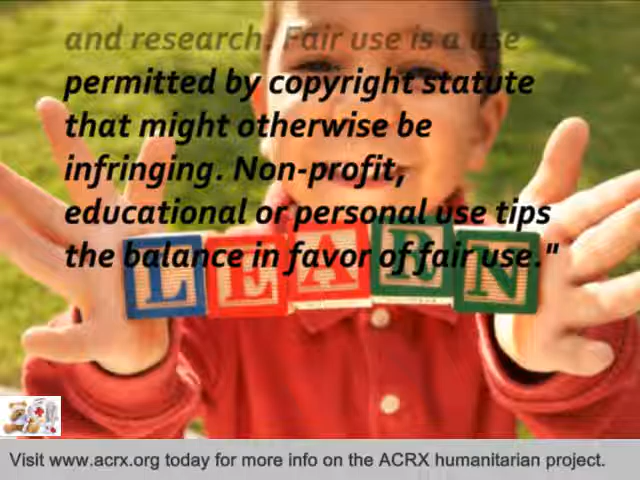 and research. Fair use is a use
permitted by copyright statute
that might otherwise be
infringing. Non-profit,
educational or personal use tips
the balance in favor of fair use."
L E A R N
Visit www.acrx.org today for more info on the ACRX humanitarian project.